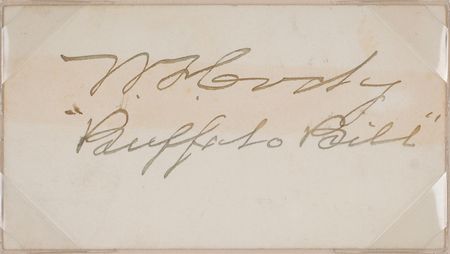 W. F. Cody
"Buffalo Bill"